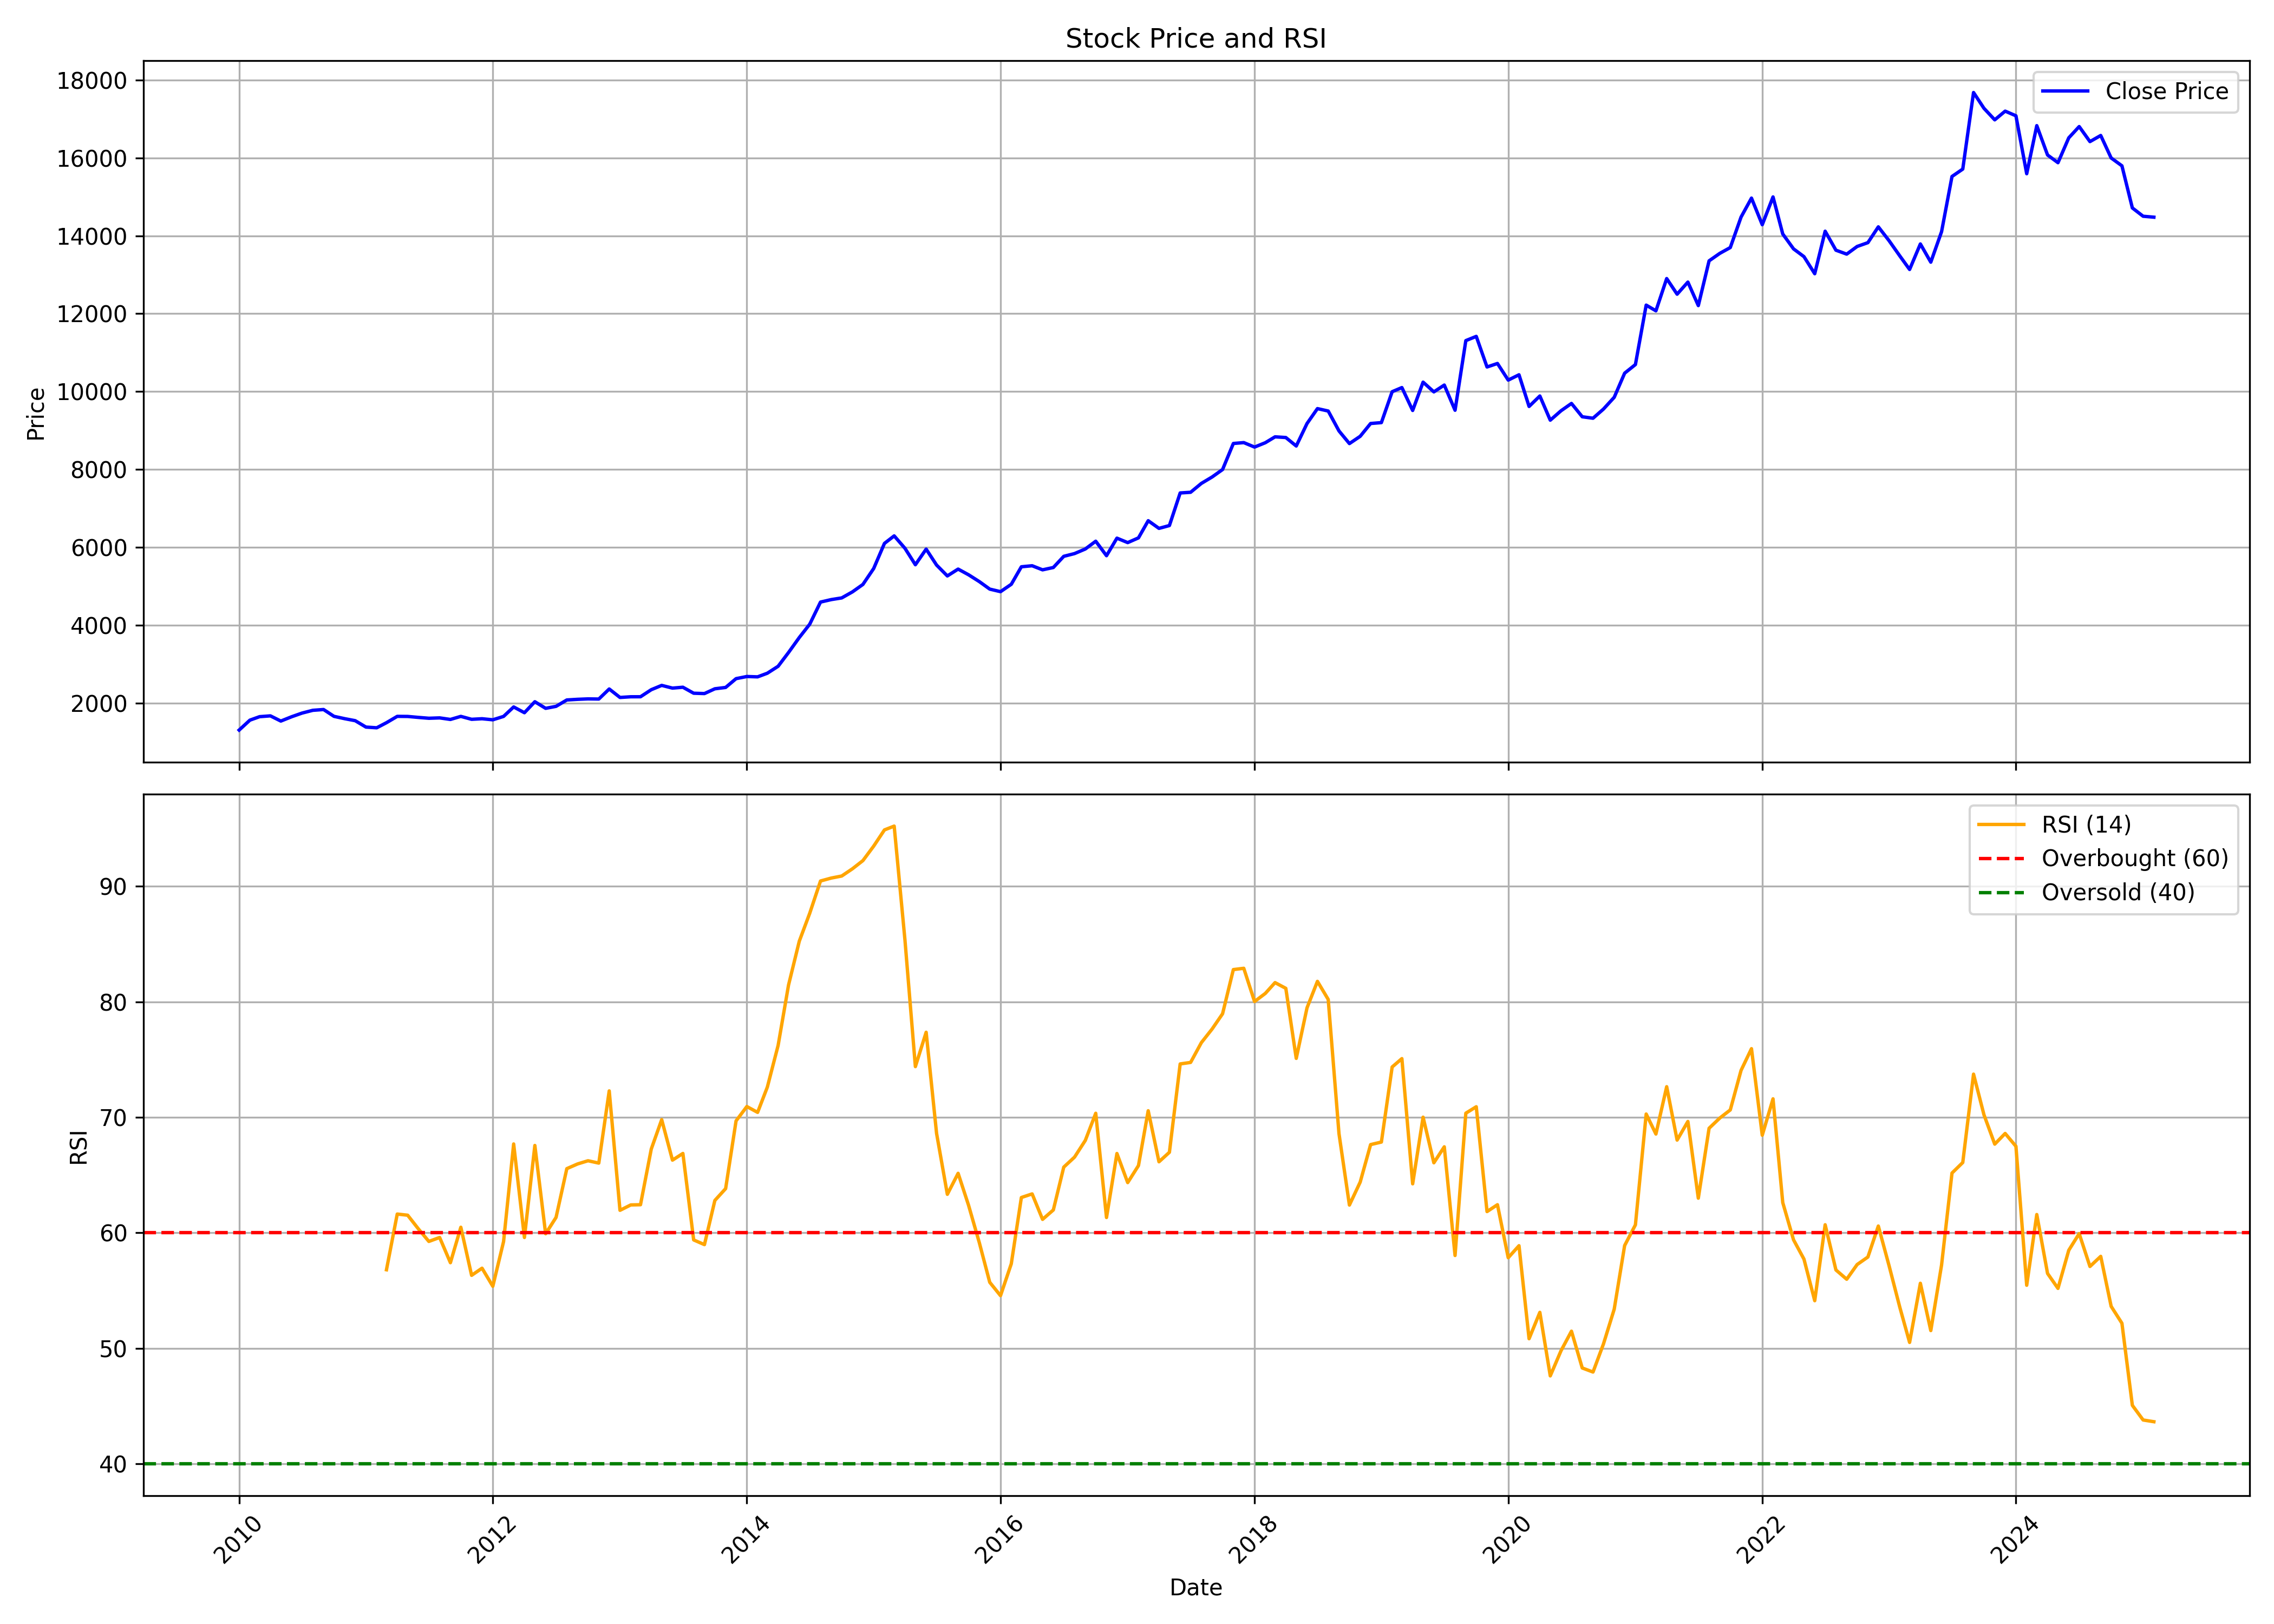 Stock Price and RSI
18000
16000
14000
12000
10000
8000
6000
4000
2000
Price
Close Price
90
80
70
60
50
40
RSI
RSI (14)
Overbought (60)
Oversold (40)
2010
2012
2014
2016
2018
2020
2022
2024
Date